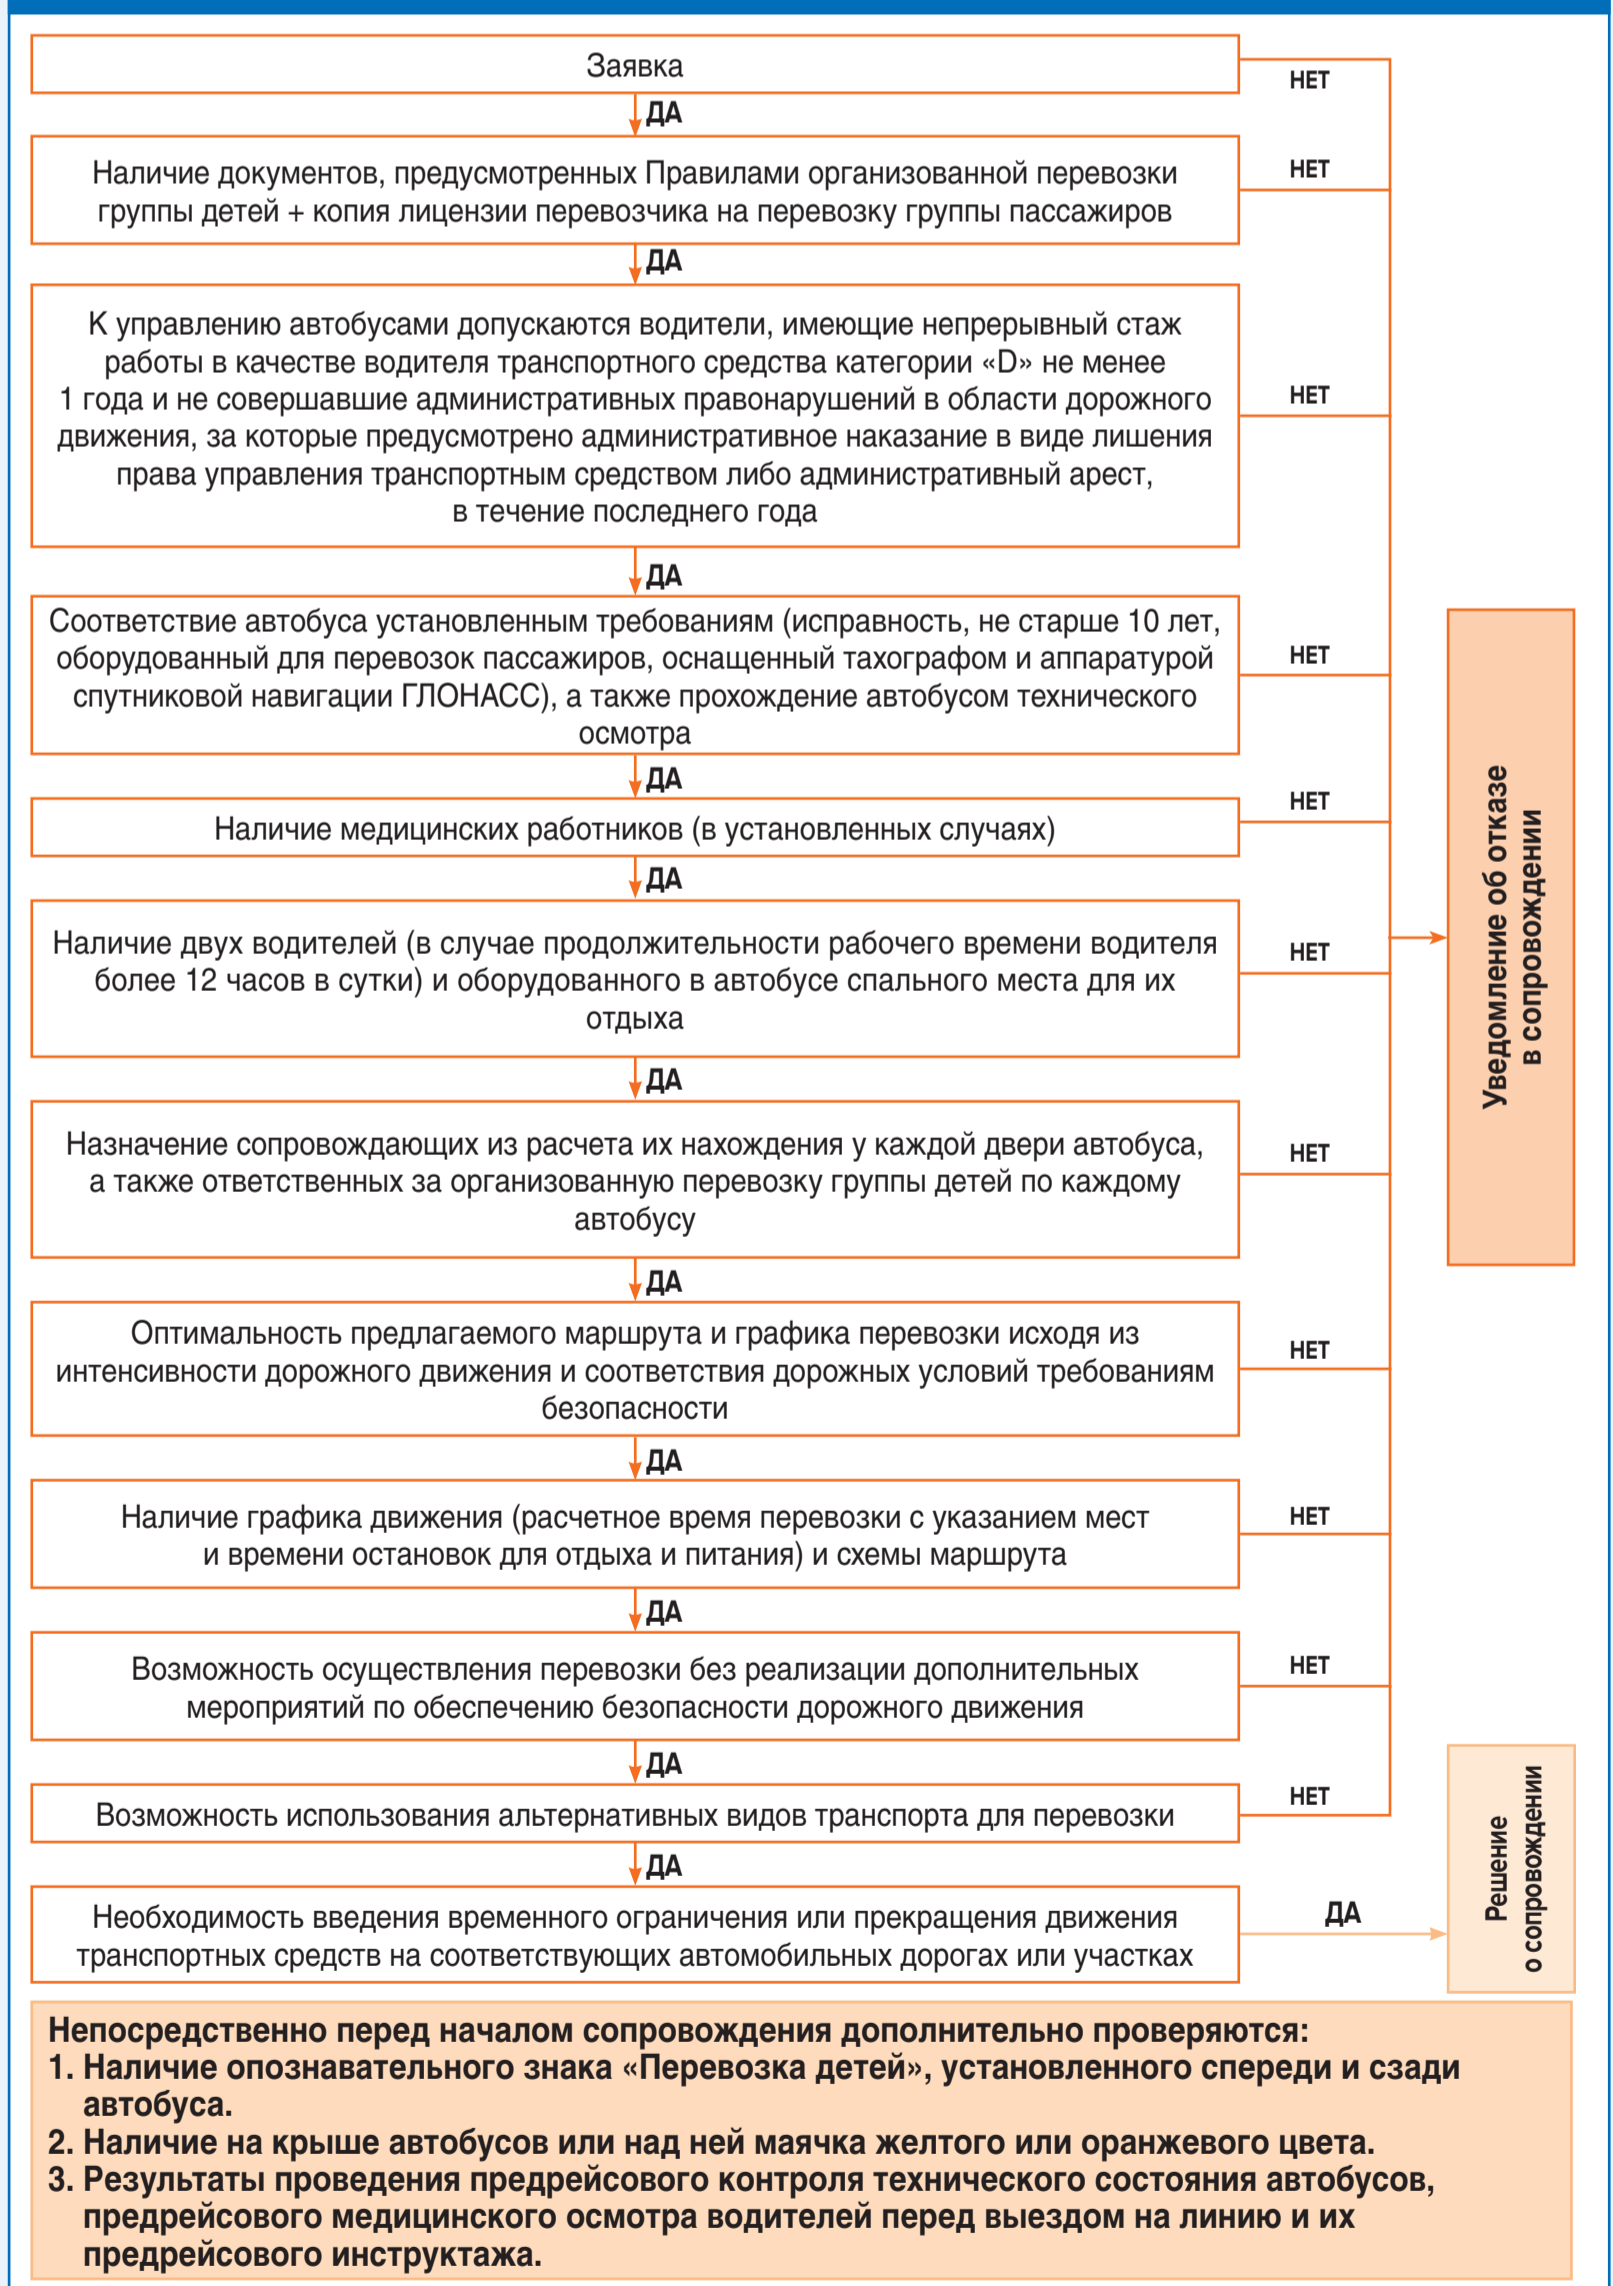 Заявка
НЕТ
ДА
Наличие документов, предусмотренных Правилами организованной перевозки
группы детей + копия лицензии перевозчика на перевозку группы пассажиров
НЕТ
ДА
К управлению автобусами допускаются водители, имеющие непрерывный стаж
работы в качестве водителя транспортного средства категории «D» не менее
1 года и не совершавшие административных правонарушений в области дорожного
движения, за которые предусмотрено административное наказание в виде лишения
права управления транспортным средством либо административный арест,
в течение последнего года
НЕТ
ДА
Соответствие автобуса установленным требованиям (исправность, не старше 10 лет,
оборудованный для перевозок пассажиров, оснащенный тахографом и аппаратурой
спутниковой навигации ГЛОНАСС), а также прохождение автобусом технического
осмотра
НЕТ
ДА
Наличие медицинских работников (в установленных случаях)
НЕТ
ДА
Наличие двух водителей (в случае продолжительности рабочего времени водителя
более 12 часов в сутки) и оборудованного в автобусе спального места для их
отдыха
НЕТ
Уведомление об отказе
в сопровождении
ДА
Назначение сопровождающих из расчета их нахождения у каждой двери автобуса,
а также ответственных за организованную перевозку группы детей по каждому
автобусу
НЕТ
ДА
Оптимальность предлагаемого маршрута и графика перевозки исходя из
интенсивности дорожного движения и соответствия дорожных условий требованиям
безопасности
НЕТ
ДА
Наличие графика движения (расчетное время перевозки с указанием мест
и времени остановок для отдыха и питания) и схемы маршрута
НЕТ
ДА
Возможность осуществления перевозки без реализации дополнительных
мероприятий по обеспечению безопасности дорожного движения
НЕТ
ДА
Возможность использования альтернативных видов транспорта для перевозки
НЕТ
ДА
Необходимость введения временного ограничения или прекращения движения
транспортных средств на соответствующих автомобильных дорогах или участках
ДА
Решение
о сопровождении
Непосредственно перед началом сопровождения дополнительно проверяются:
1. Наличие опознавательного знака «Перевозка детей», установленного спереди и сзади
автобуса.
2. Наличие на крыше автобусов или над ней маячка желтого или оранжевого цвета.
3. Результаты проведения предрейсового контроля технического состояния автобусов,
предрейсового медицинского осмотра водителей перед выездом на линию и их
предрейсового инструктажа.